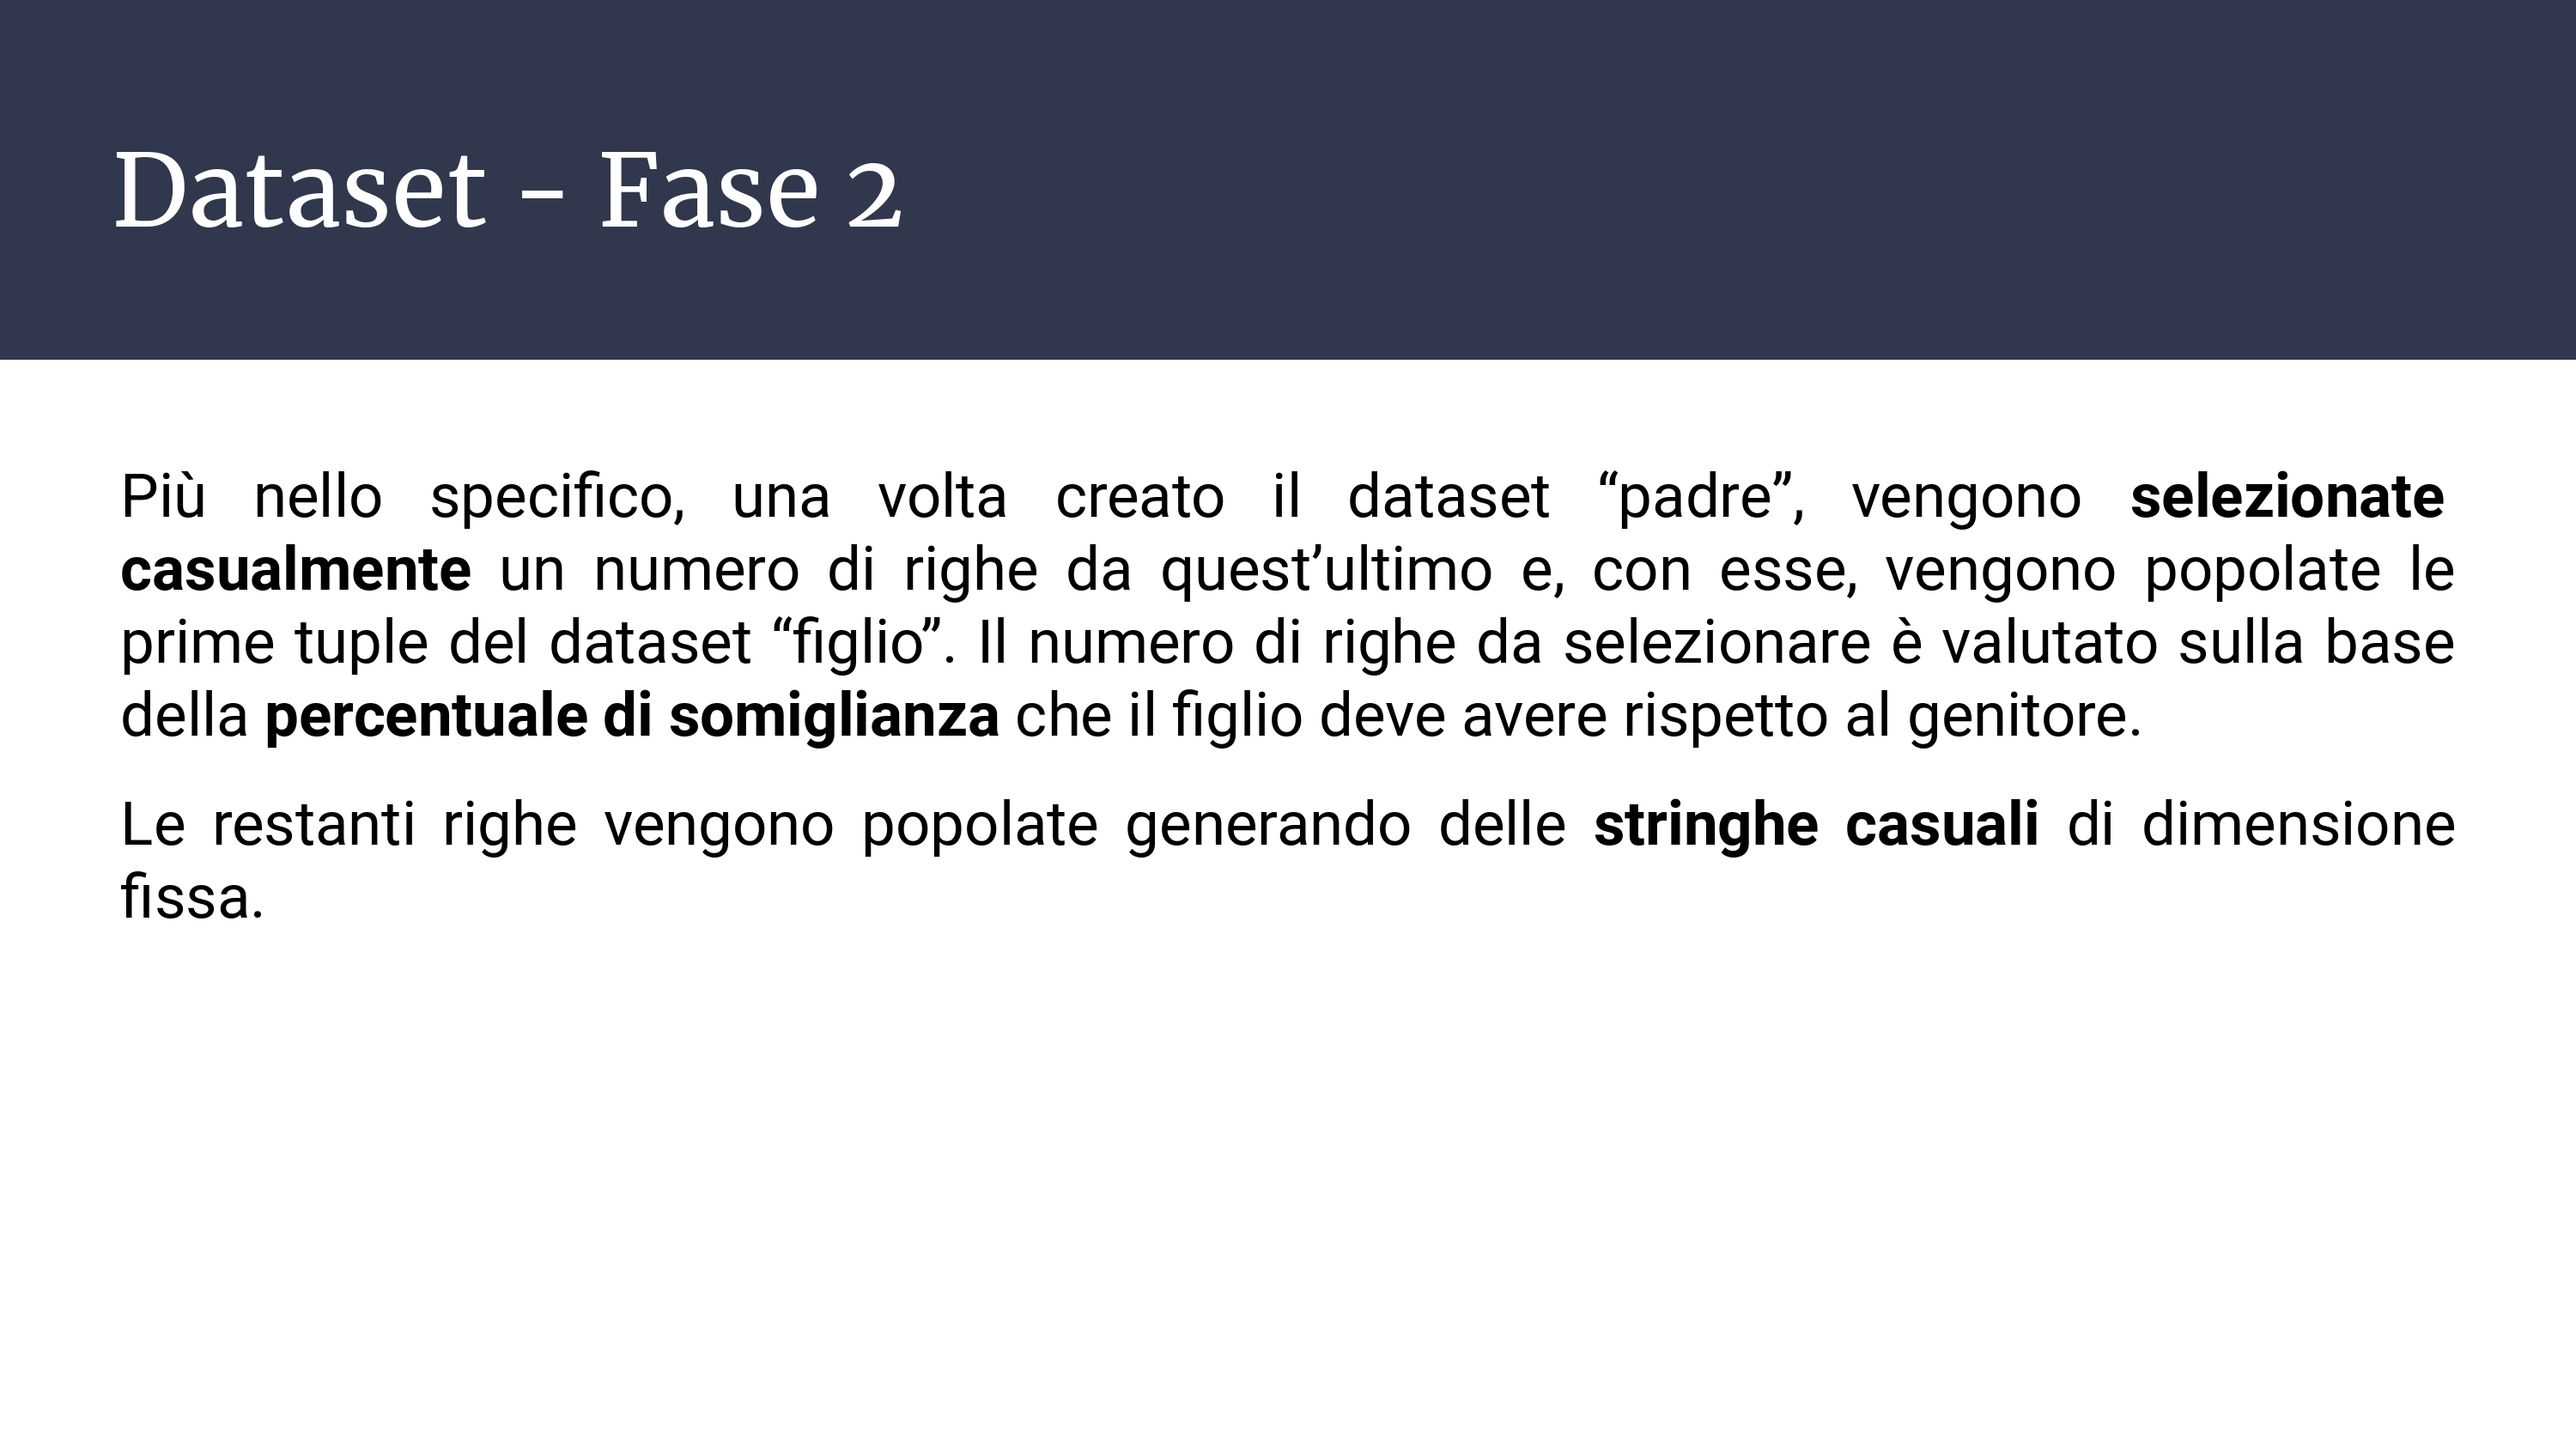 Dataset - Fase 2
Più nello specifico, una volta creato il dataset “padre”, vengono selezionate
casualmente un numero di righe da quest’ultimo e, con esse, vengono popolate le
prime tuple del dataset “figlio”. Il numero di righe da selezionare è valutato sulla base
della percentuale di somiglianza che il figlio deve avere rispetto al genitore.
Le restanti righe vengono popolate generando delle stringhe casuali di dimensione
fissa.